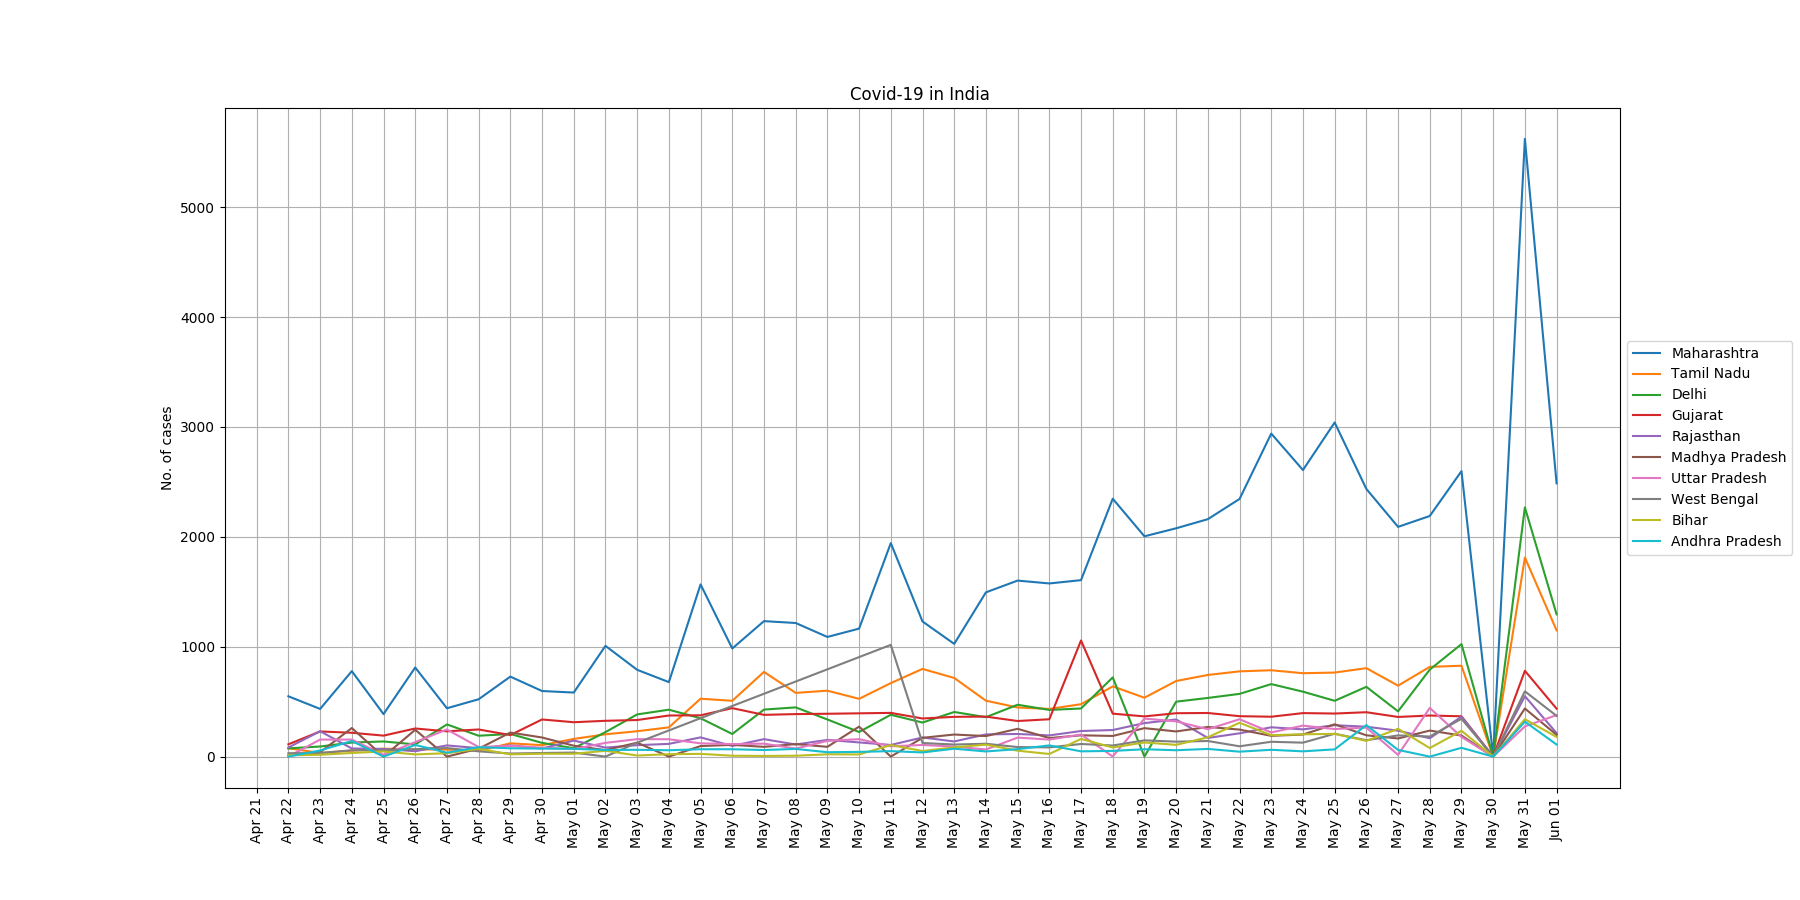 Covid-19 in India
No. of cases
5000
4000
3000
2000
1000
0
Apr 21
Apr 22
Apr 23
Apr 24
Apr 25
Apr 26
Apr 27
Apr 28
Apr 29
Apr 30
May 01
May 02
May 03
May 04
May 05
May 06
May 07
May 08
May 09
May 10
May 11
May 12
May 13
May 14
May 15
May 16
May 17
May 18
May 19
May 20
May 21
May 22
May 23
May 24
May 25
May 26
May 27
May 28
May 29
May 30
May 31
Jun 01
Maharashtra
Tamil Nadu
Delhi
Gujarat
Rajasthan
Madhya Pradesh
Uttar Pradesh
West Bengal
Bihar
Andhra Pradesh